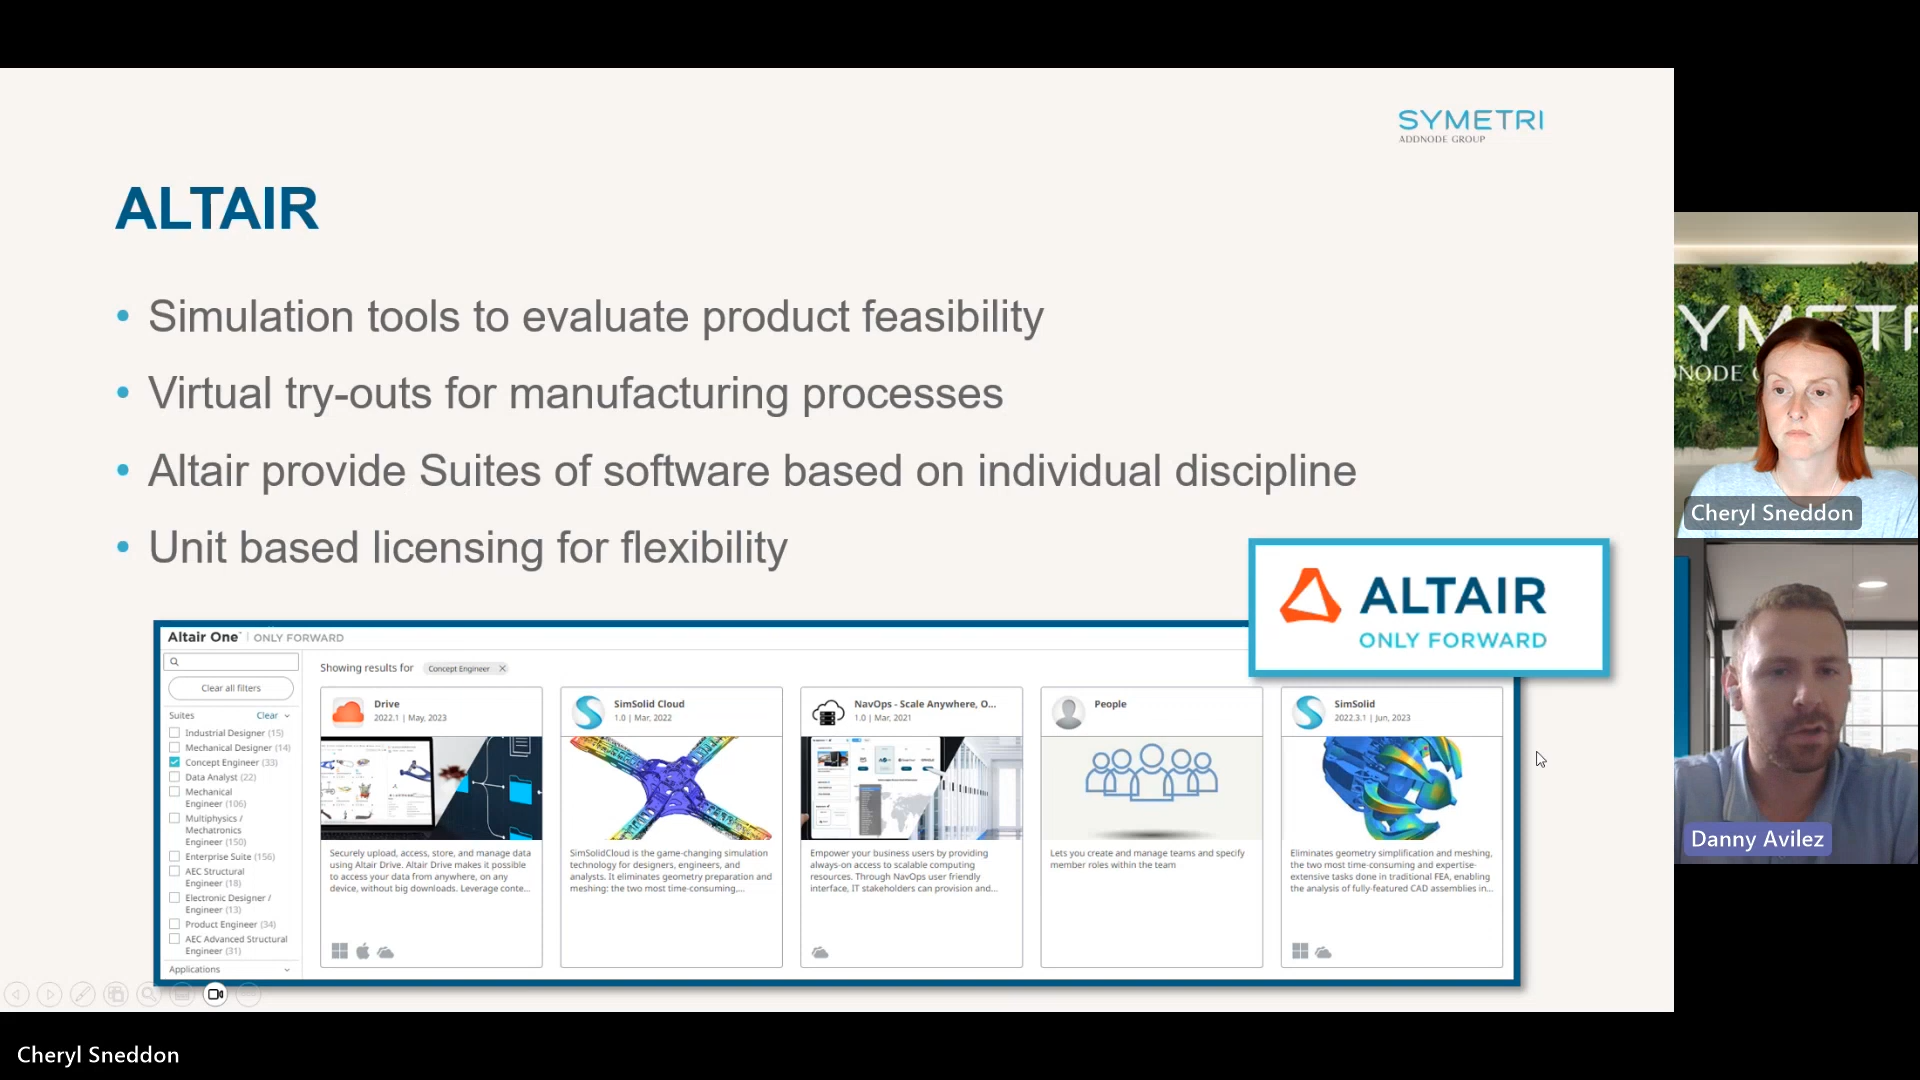 SYMETRI
ADDNODE GROUP
ALTAIR
• Simulation tools to evaluate product feasibility
• Virtual try-outs for manufacturing processes
• Altair provide Suites of software based on individual discipline
• Unit based licensing for flexibility
ALTAIR
ONLY FORWARD
Altair One™ | ONLY FORWARD
Clear all filters
Suites Clear
Industrial Designer (15)
Mechanical Designer (14)
Concept Engineer (33)
Data Analyst (22)
Mechanical
Engineer (106)
Multiphysics /
Mechatronics
Engineer (150)
Enterprise Suite (156)
AEC Structural
Engineer (18)
Electronic Designer /
Engineer (13)
Product Engineer (34)
AEC Advanced Structural
Engineer (31)
Applications
Showing results for Concept Engineer ✕
Drive
2022.1 | May, 2023
Securely upload, access, store, and manage data
using Altair Drive. Altair Drive makes it possible
to access your data from anywhere, on any
device, without big downloads. Leverage conte...
SimSolid Cloud
1.0 | Mar, 2022
SimSolidCloud is the game-changing simulation
technology for designers, engineers, and
analysts. It eliminates geometry preparation and
meshing: the two most time-consuming,...
NavOps - Scale Anywhere, O...
1.0 | Mar, 2021
Empower your business users by providing
always-on access to scalable computing
resources. Through NavOps user friendly
interface, IT stakeholders can provision and...
People
Lets you create and manage teams and specify
member roles within the team
SimSolid
2022.3.1 | Jun, 2023
Eliminates geometry simplification and meshing,
the two most time-consuming and expertise-
extensive tasks done in traditional FEA, enabling
the analysis of fully-featured CAD assemblies in...
YMETR
NODE
Cheryl Sneddon
Danny Avilez
Cheryl Sneddon